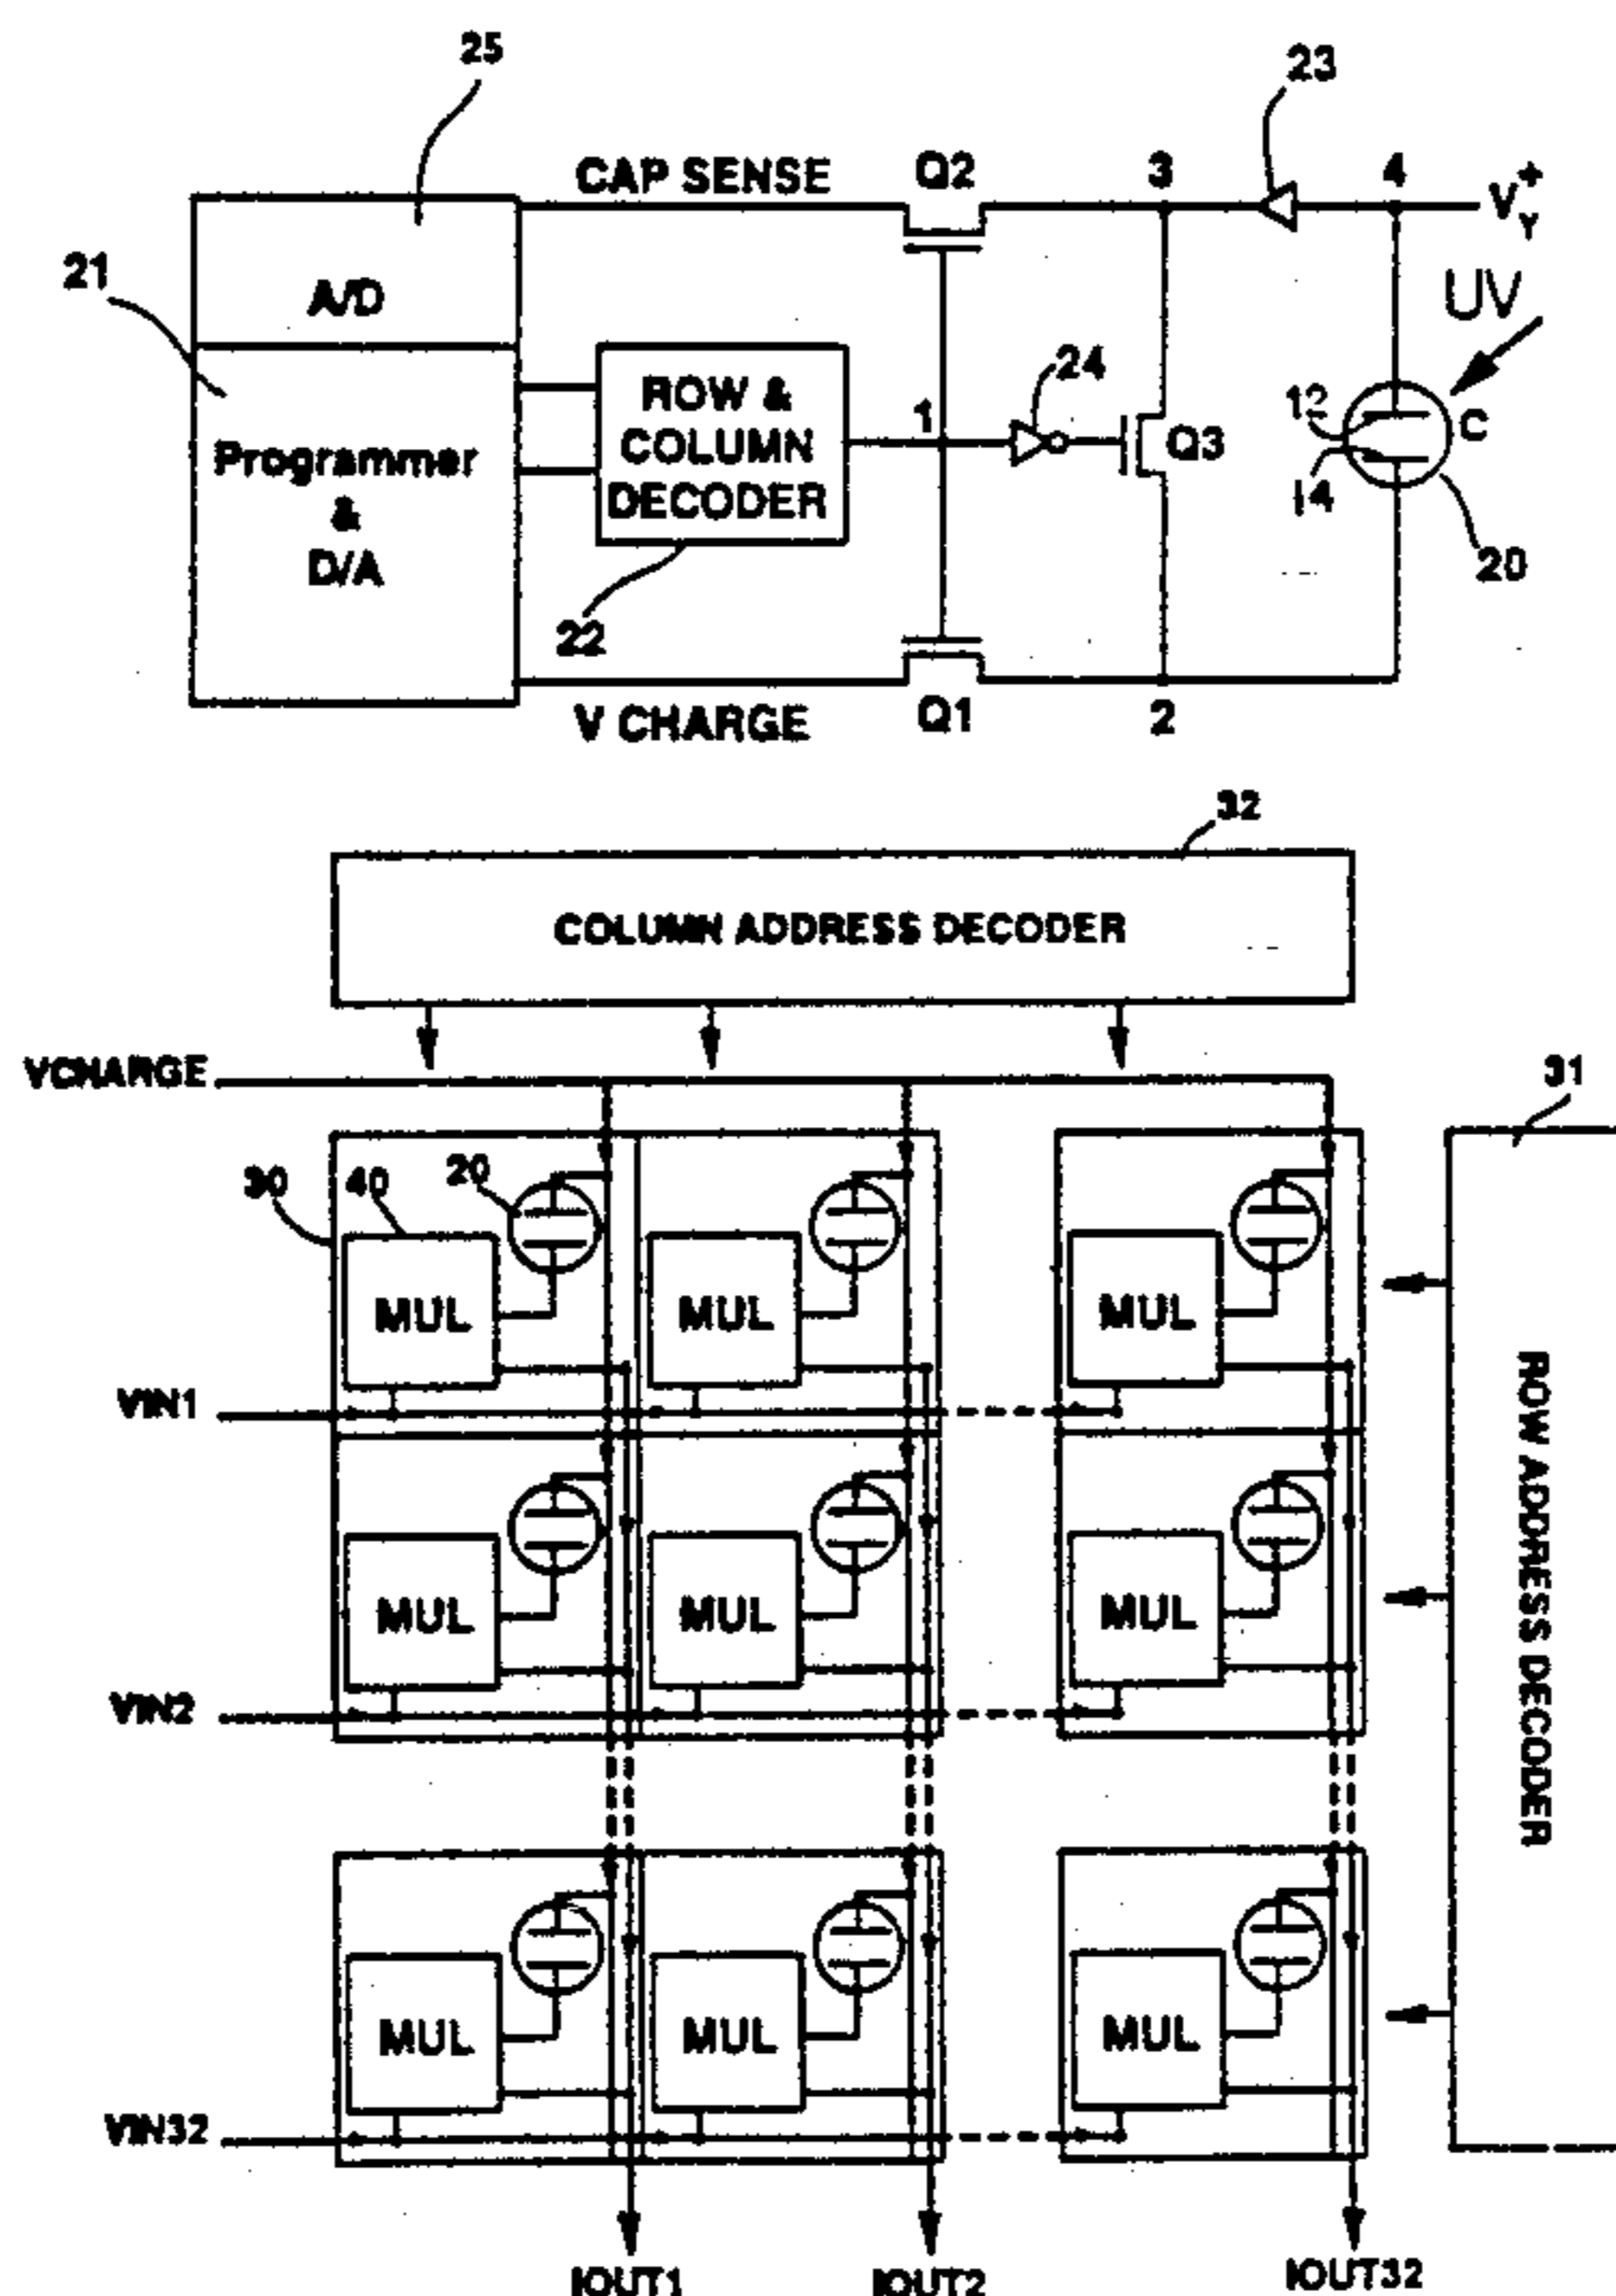 25
23
CAP SENSE
Q2
3
4
V+Y
21
A/D
UV
ROW &
COLUMN
DECODER
1
24
Q3
12
C
14
20
Programmer
&
D/A
22
V CHARGE
Q1
2
32
COLUMN ADDRESS DECODER
VCHARGE
31
30
40
20
MUL
MUL
MUL
VIN1
ROW ADDRESS DECODER
MUL
MUL
MUL
VIN2
MUL
MUL
MUL
VIN32
IOUT1
IOUT2
IOUT32